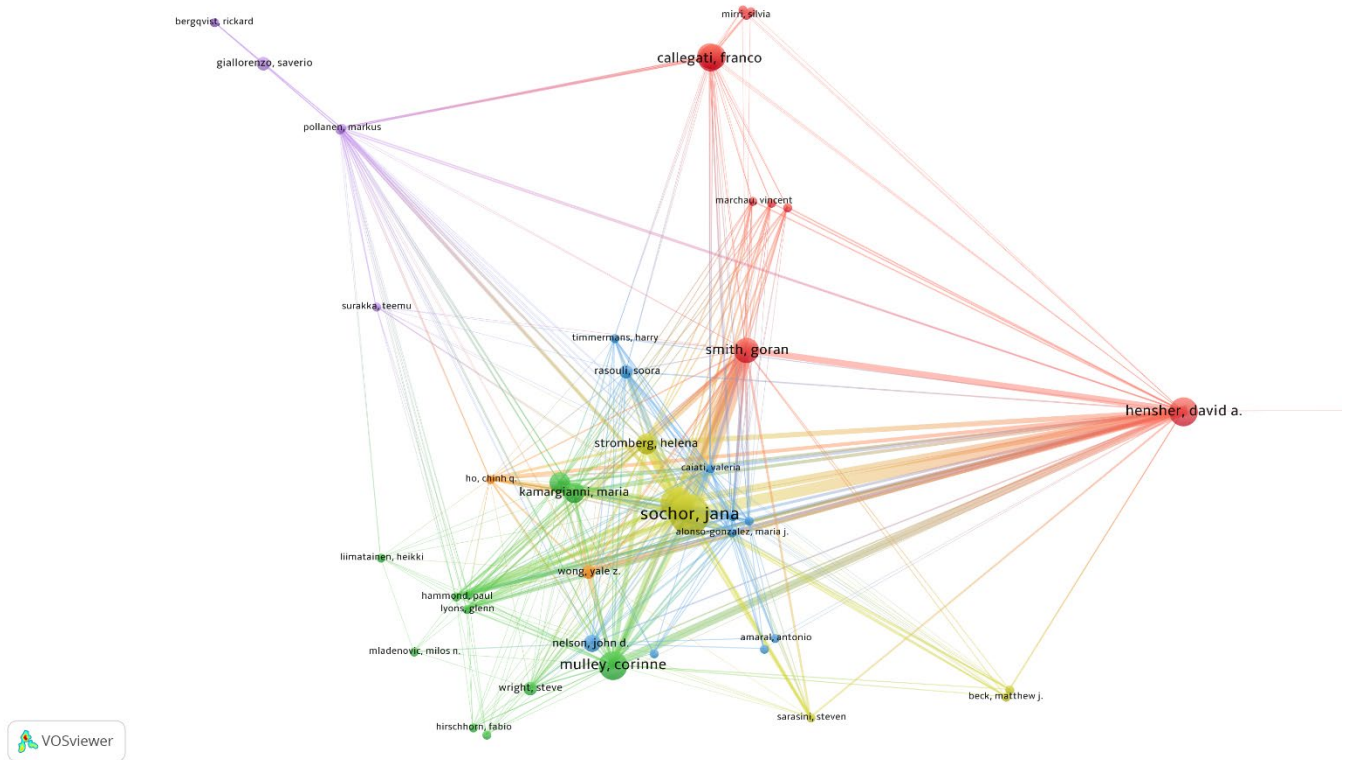 mirri, silvia
bergqvist, rickard
callegati, franco
giallorenzo, saverio
pollanen, markus
marchau, vincent
surakka, teemu
timmermans, harry
smith, goran
rasouli, soora
hensher, david a.
stromberg, helena
caiati, valeria
ho, chinh q.
kamargianni, maria
sochor, jana
alonso-gonzalez, maria j.
liimatainen, heikki
wong, yale z.
hammond, paul
lyons, glenn
amaral, antonio
nelson, john d.
mladenovic, milos n.
mulley, corinne
wright, steve
beck, matthew j.
sarasini, steven
hirschhorn, fabio
VOSviewer